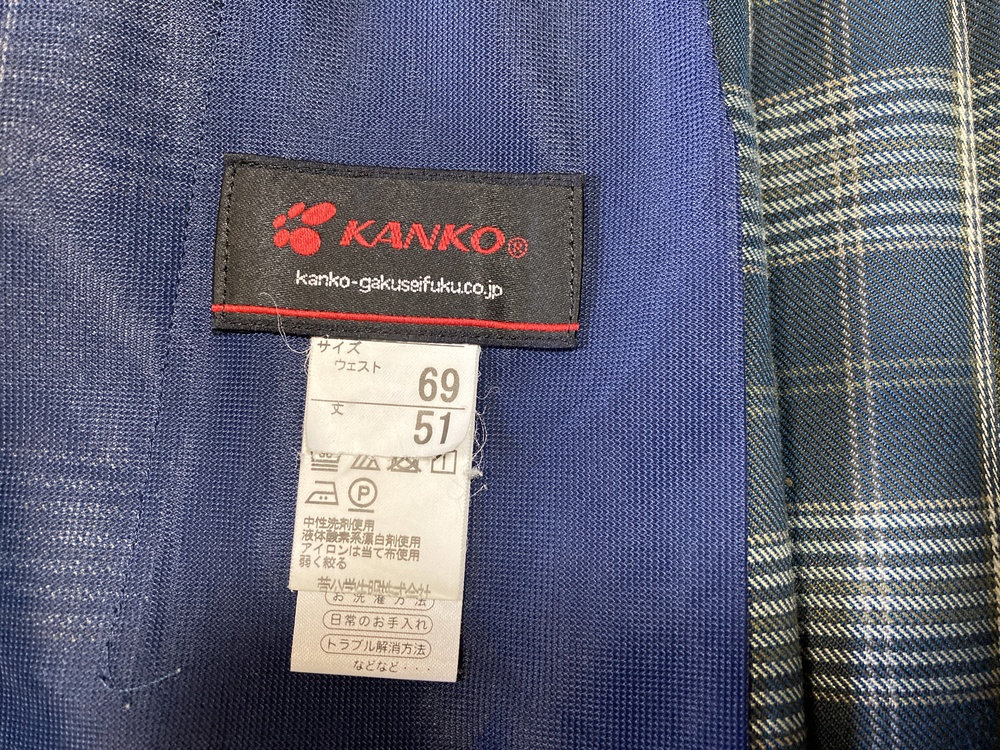 KANKO®
kanko-gakuseifuku.co.jp
サイズ
ウェスト
69
丈
51
P
中性洗剤使用
液体酸素系漂白剤使用
アイロンは当て布使用
弱く絞る
お洗濯方法
日常のお手入れ
トラブル解消方法
などなど・・・